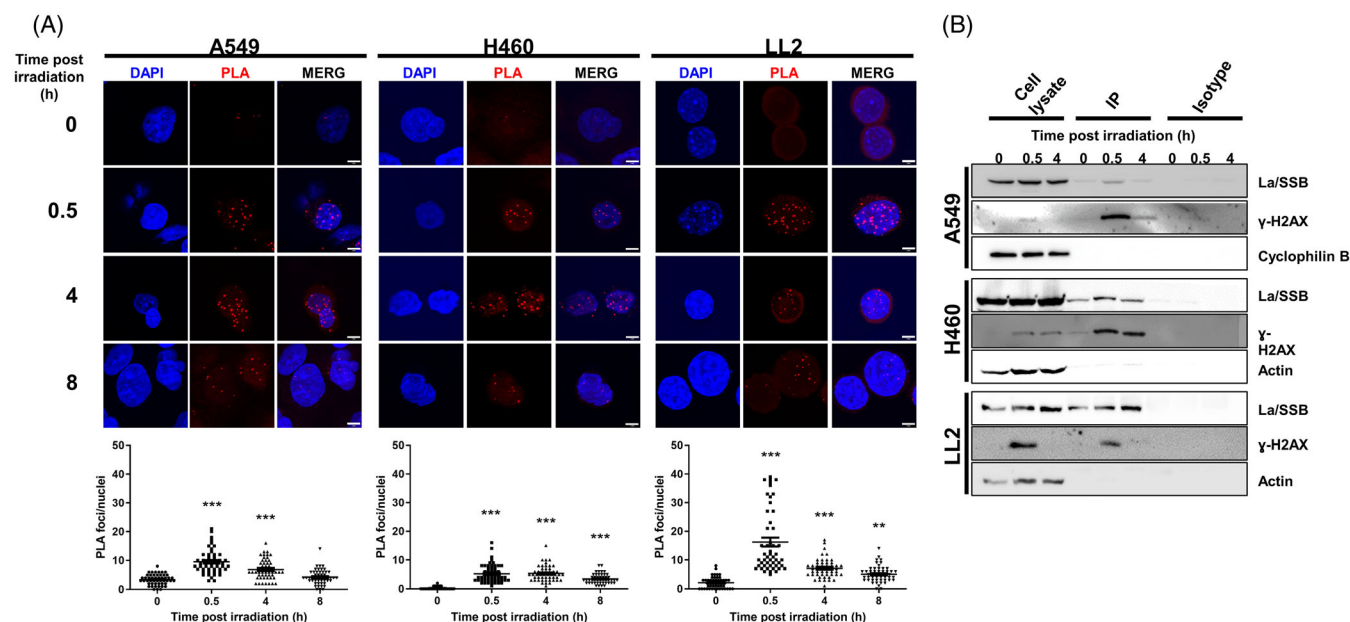 (A)
A549 H460 LL2
Time post
irradiation
(h)
DAPI PLA MERG DAPI PLA MERG DAPI PLA MERG
0
0.5
4
8
PLA foci/nuclei
50
40
30
20
10
0
*** ***
0 0.5 4 8
Time post irradiation (h)
PLA foci/nuclei
50
40
30
20
10
0
*** *** ***
0 0.5 4 8
Time post irradiation (h)
PLA foci/nuclei
50
40
30
20
10
0
*** *** **
0 0.5 4 8
Time post irradiation (h)
(B)
Cell
lysate
IP
Isotype
Time post irradiation (h)
0 0.5 4 0 0.5 4 0 0.5 4
A549
La/SSB
γ-H2AX
Cyclophilin B
H460
La/SSB
ɣ-
H2AX
Actin
LL2
La/SSB
ɣ-H2AX
Actin